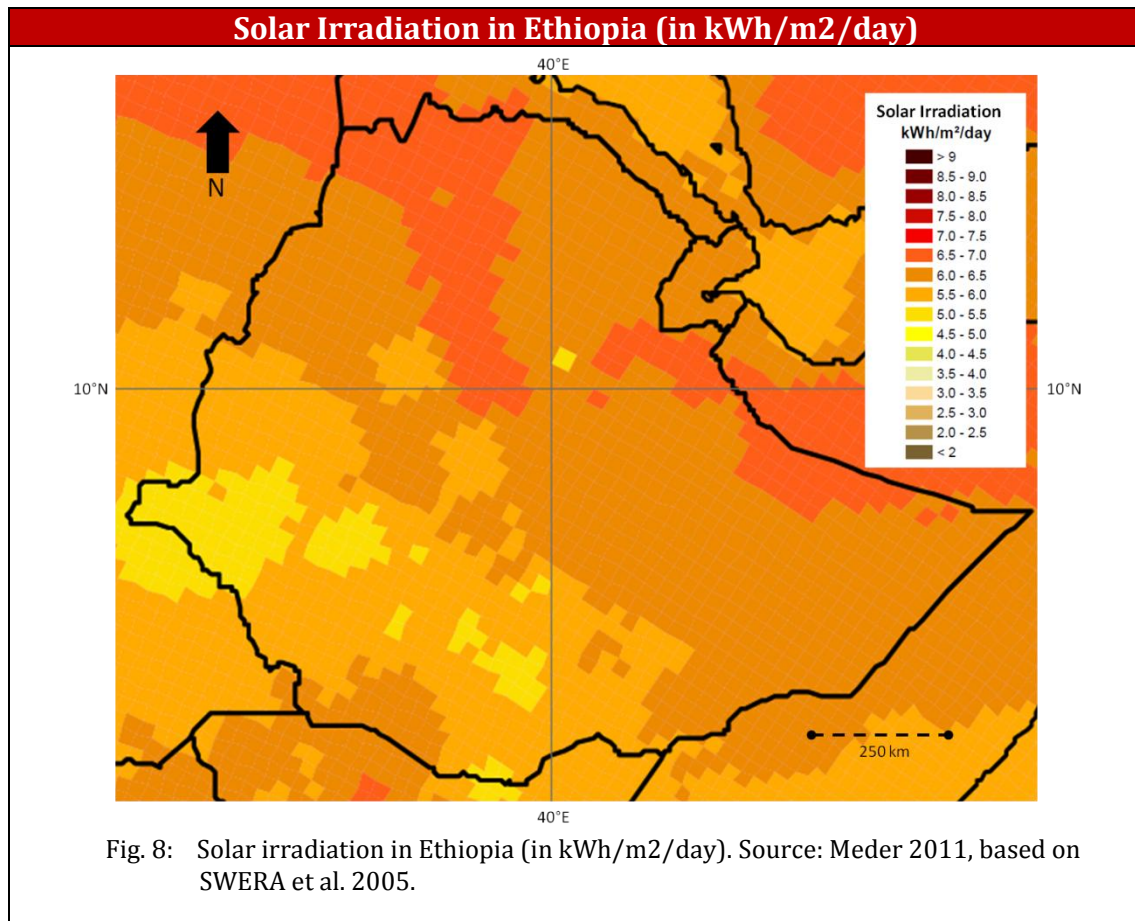 Solar Irradiation in Ethiopia (in kWh/m2/day)
40°E
Solar Irradiation
kWh/m²/day
> 9
8.5 - 9.0
8.0 - 8.5
7.5 - 8.0
7.0 - 7.5
6.5 - 7.0
6.0 - 6.5
5.5 - 6.0
5.0 - 5.5
4.5 - 5.0
4.0 - 4.5
3.5 - 4.0
3.0 - 3.5
2.5 - 3.0
2.0 - 2.5
< 2
N
10°N
10°N
250 km
40°E
Fig. 8: Solar irradiation in Ethiopia (in kWh/m2/day). Source: Meder 2011, based on
SWERA et al. 2005.